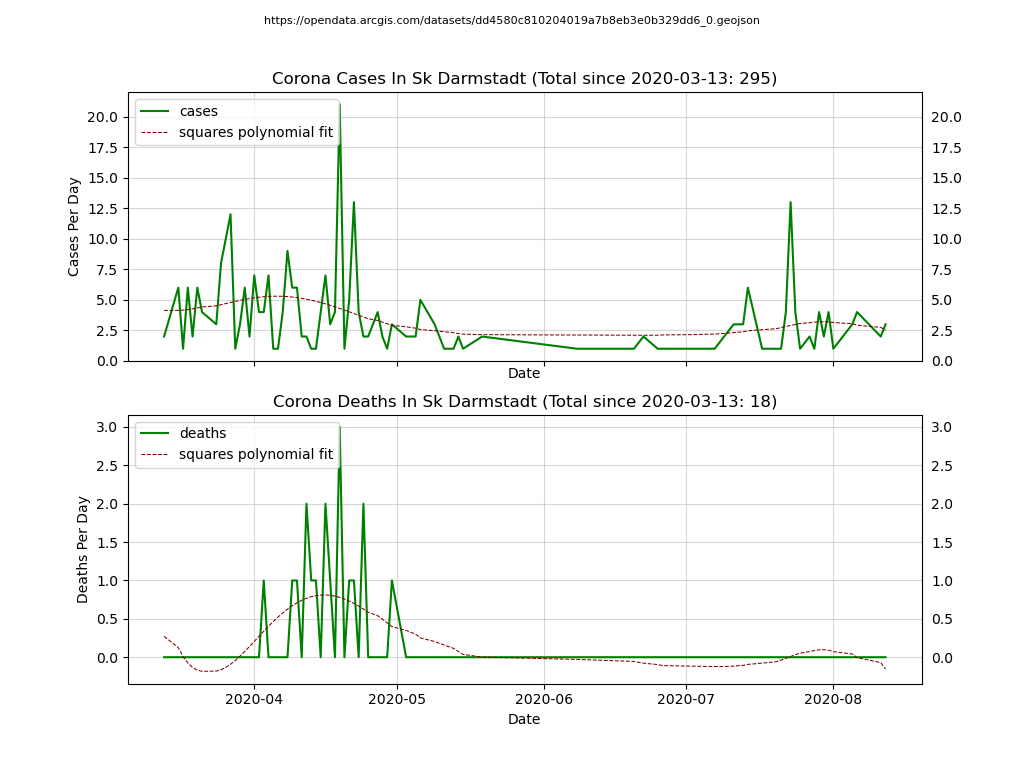 https://opendata.arcgis.com/datasets/dd4580c810204019a7b8eb3e0b329dd6_0.geojson
Corona Cases In Sk Darmstadt (Total since 2020-03-13: 295)
cases
squares polynomial fit
20.0 20.0
17.5 17.5
15.0 15.0
12.5 12.5
10.0 10.0
7.5 7.5
5.0 5.0
2.5 2.5
0.0 0.0
Cases Per Day
Date
Corona Deaths In Sk Darmstadt (Total since 2020-03-13: 18)
deaths
squares polynomial fit
3.0 3.0
2.5 2.5
2.0 2.0
1.5 1.5
1.0 1.0
0.5 0.5
0.0 0.0
Deaths Per Day
2020-04 2020-05 2020-06 2020-07 2020-08
Date